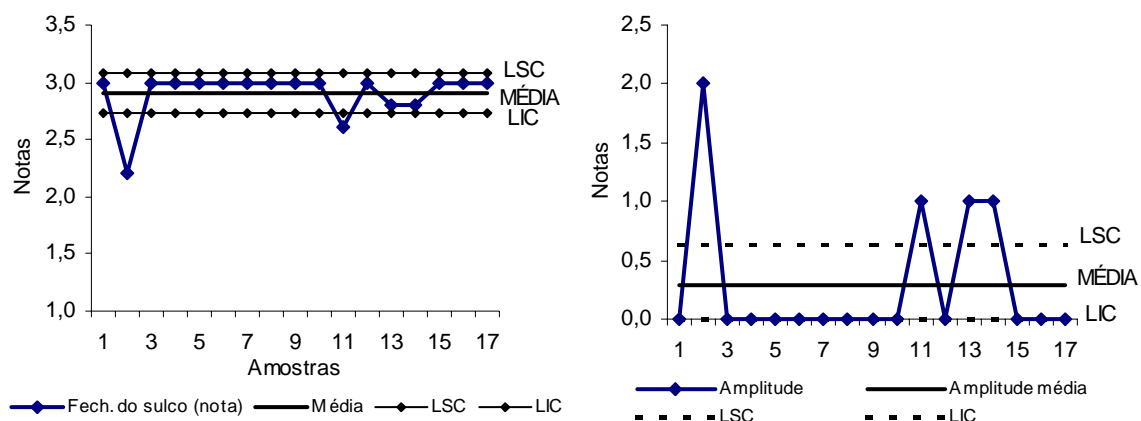 3,5
3,0
2,5
2,0
1,5
1,0
Notas
LSC
MÉDIA
LIC
1 3 5 7 9 11 13 15 17
Amostras
Fech. do sulco (nota) Média LSC LIC
2,5
2,0
1,5
1,0
0,5
0,0
Notas
LSC
MÉDIA
LIC
1 3 5 7 9 11 13 15 17
Amplitude Amplitude média
LSC LIC